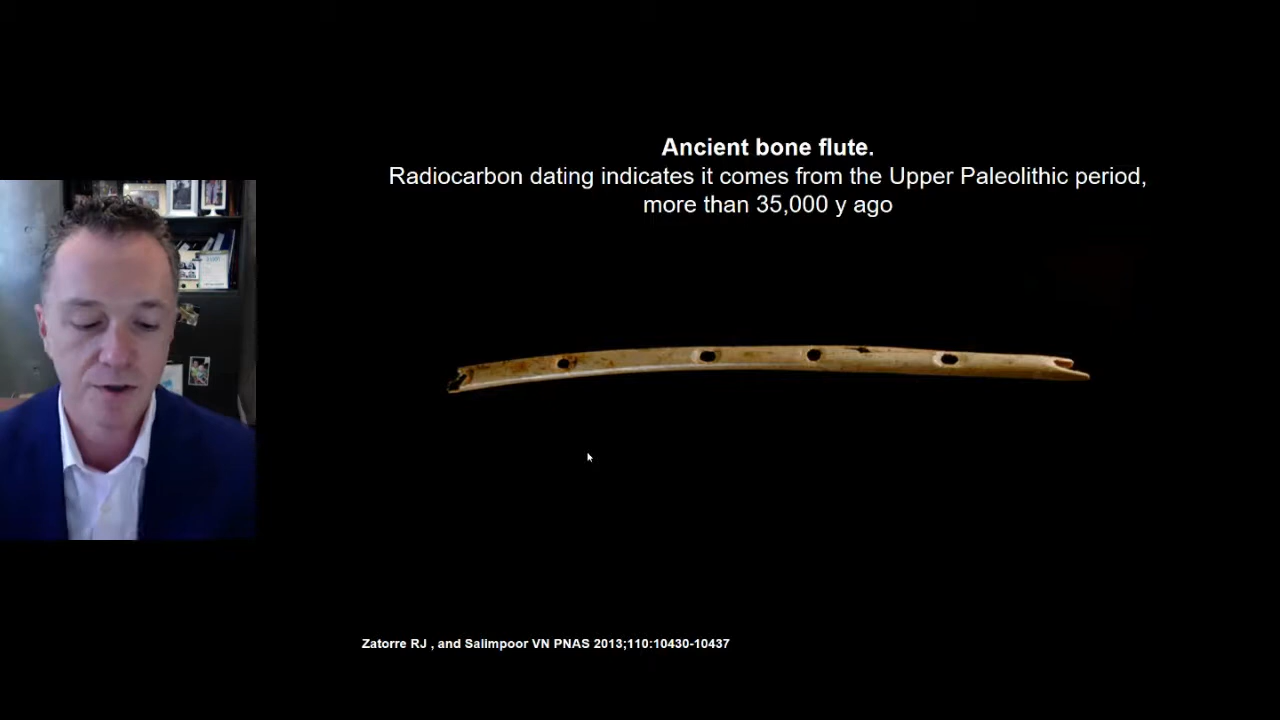 Ancient bone flute.
Radiocarbon dating indicates it comes from the Upper Paleolithic period,
more than 35,000 y ago
Zatorre RJ , and Salimpoor VN PNAS 2013;110:10430-10437